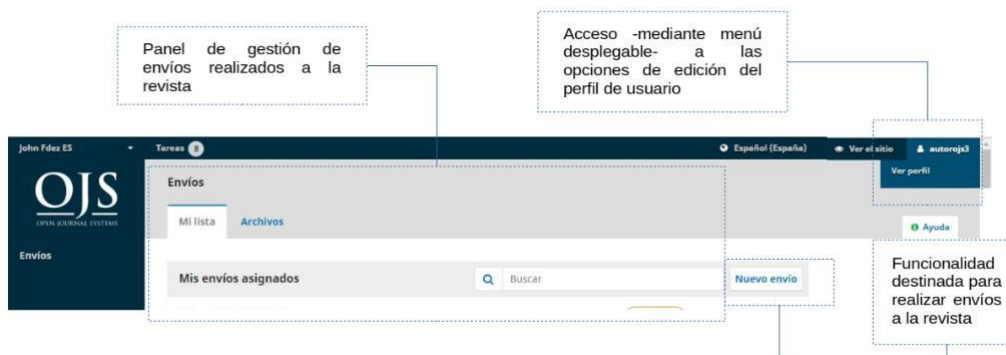 Panel de gestión de
envíos realizados a la
revista
Acceso -mediante menú
desplegable- a las
opciones de edición del
perfil de usuario
John Fdez ES
Tareas 8
Español (España)
Ver el sitio
autorojs3
Ver perfil
OJS
OPEN JOURNAL SYSTEMS
Envíos
Mi lista
Archivos
Ayuda
Envíos
Mis envíos asignados
Buscar
Nuevo envío
Funcionalidad
destinada para
realizar envíos
a la revista